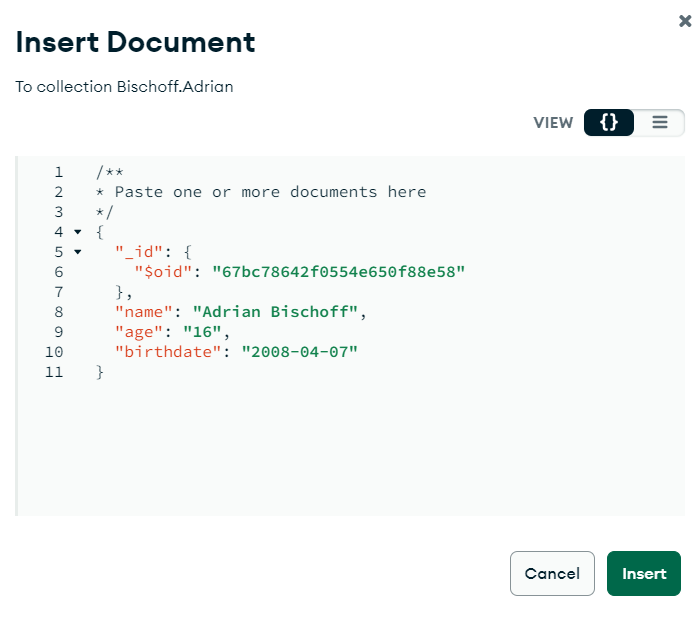 Insert Document
To collection Bischoff.Adrian
VIEW {}
1 /**
2 * Paste one or more documents here
3 */
4 {
5 "_id": {
6 "$oid": "67bc78642f0554e650f88e58"
7 },
8 "name": "Adrian Bischoff",
9 "age": "16",
10 "birthdate": "2008-04-07"
11 }
Cancel Insert